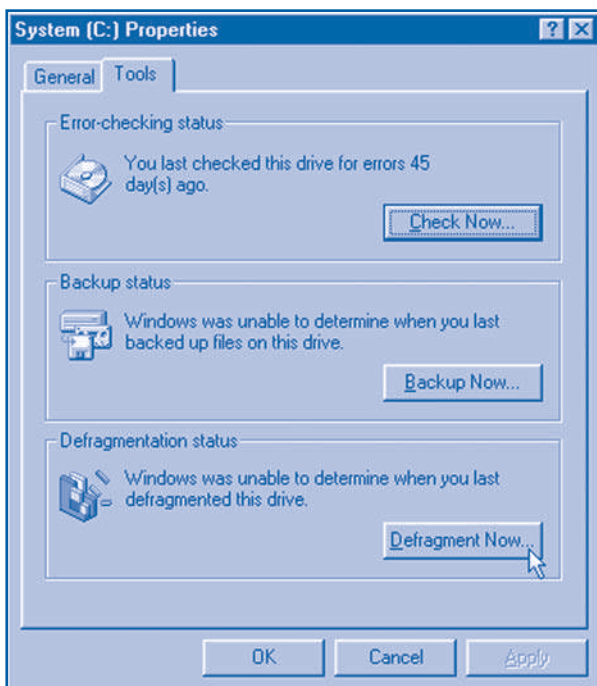 System (C:) Properties
General Tools
Error-checking status
You last checked this drive for errors 45
day(s) ago.
Check Now...
Backup status
Windows was unable to determine when you last
backed up files on this drive.
Backup Now...
Defragmentation status
Windows was unable to determine when you last
defragmented this drive.
Defragment Now...
OK Cancel Apply